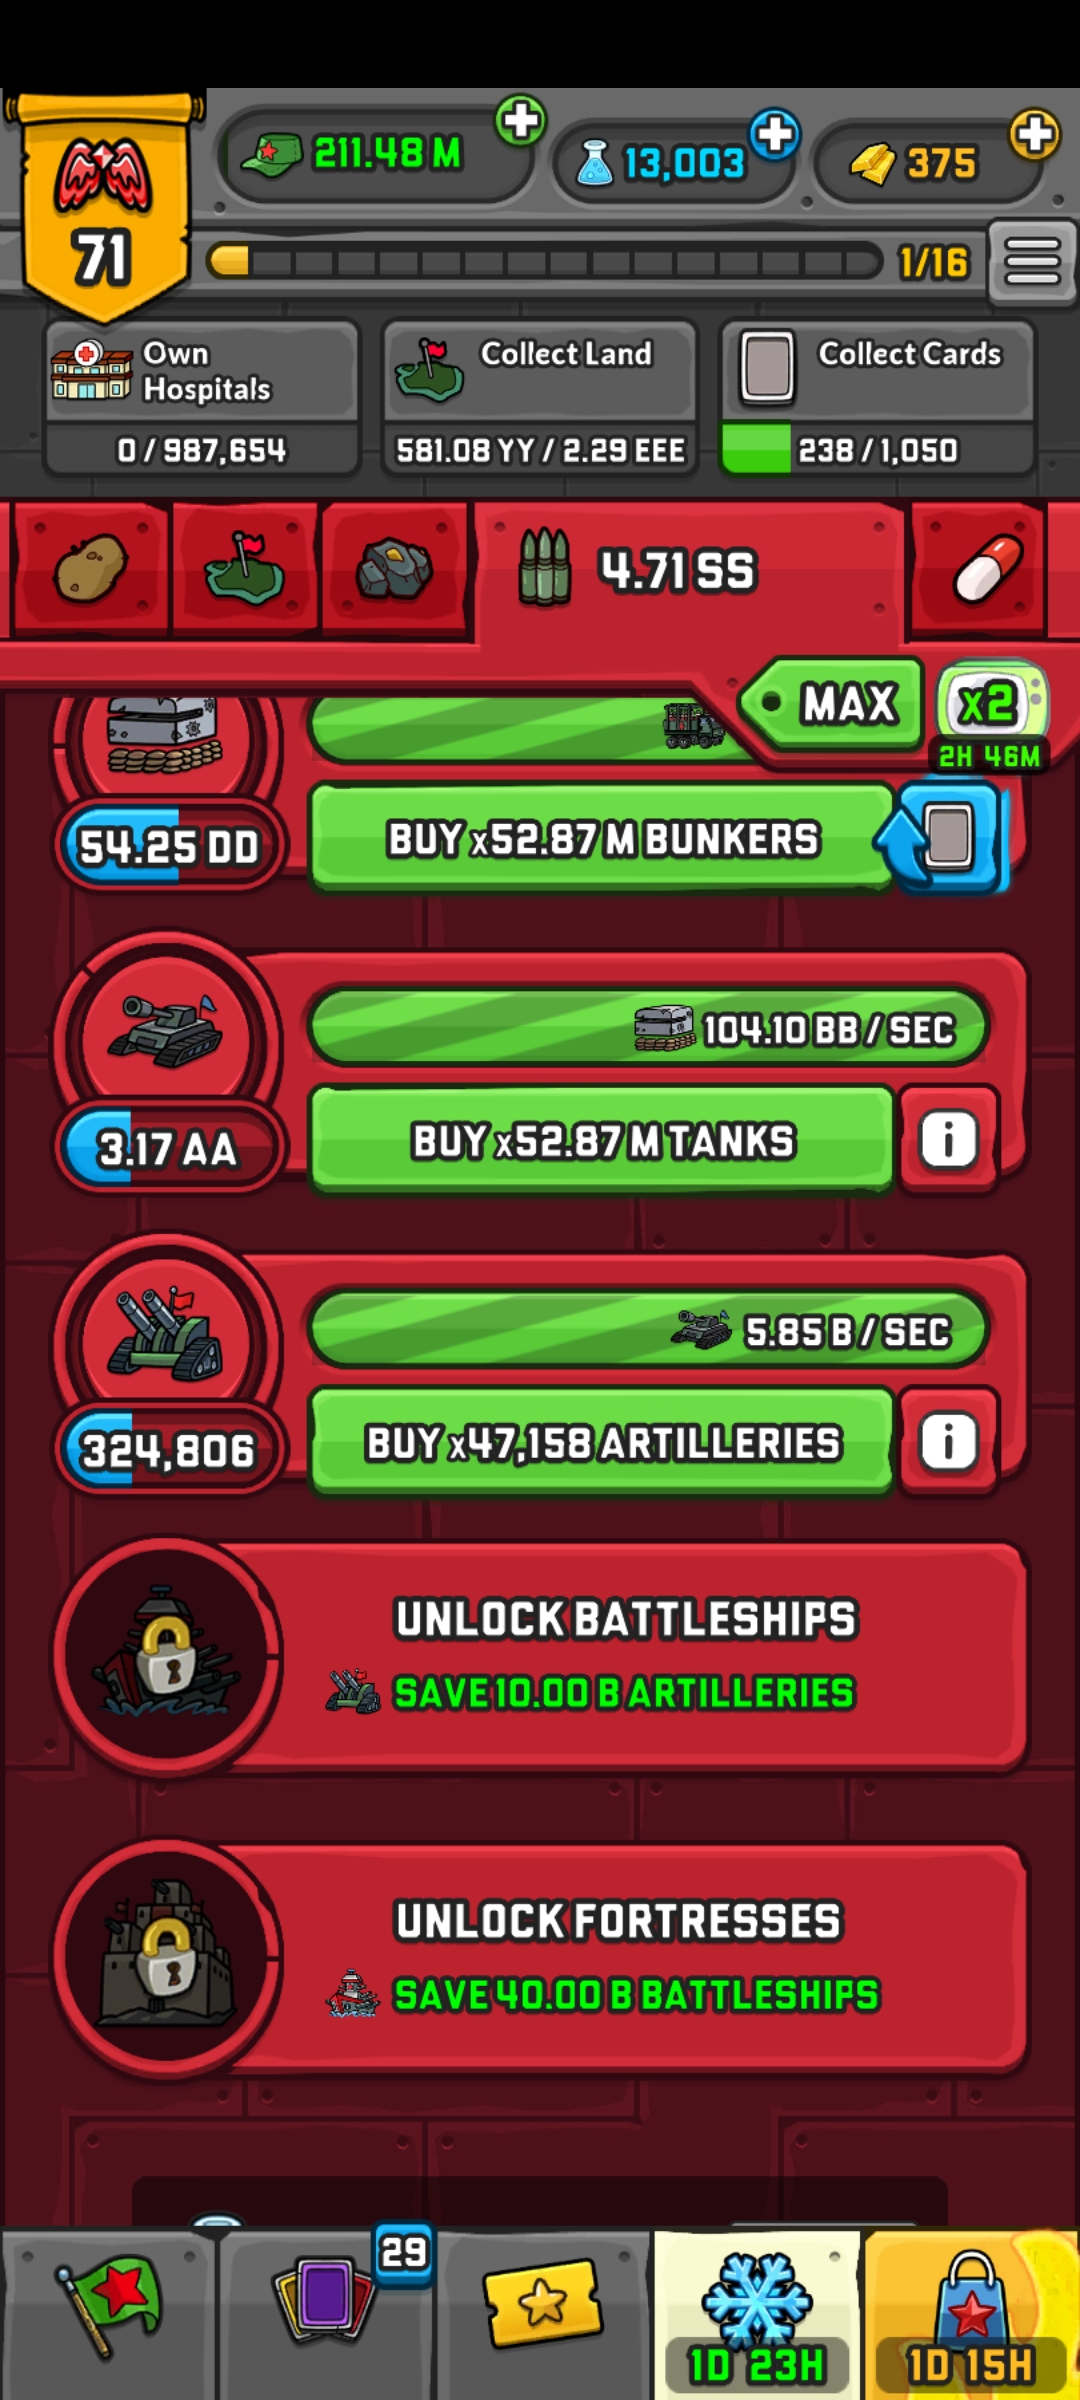 211.48 M
13,003
375
71
1/16
Own
Hospitals
Collect Land
Collect Cards
0 / 987,654
581.08 YY / 2.29 EEE
238 / 1,050
4.71 SS
MAX
x2
2H 46M
54.25 DD
BUY x52.87 M BUNKERS
104.10 BB / SEC
3.17 AA
BUY x52.87 M TANKS
i
5.85 B / SEC
324,806
BUY x47,158 ARTILLERIES
i
UNLOCK BATTLESHIPS
SAVE 10.00 B ARTILLERIES
UNLOCK FORTRESSES
SAVE 40.00 B BATTLESHIPS
29
1D 23H
1D 15H